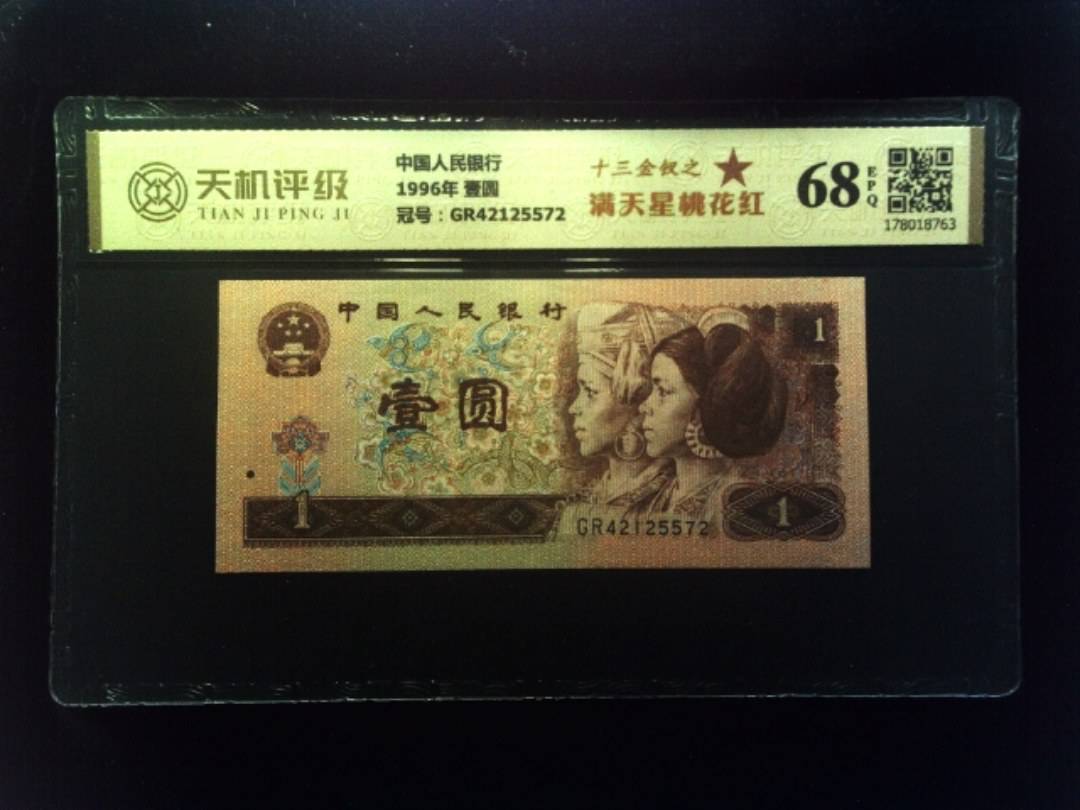 天机评级
TIAN JI PING JI
中国人民银行
1996年 壹圆
冠号：GR42125572
十三金钗之
满天星桃花红
68
EPQ
178018763
中国人民银行
1
壹圆
1
GR42125572
1